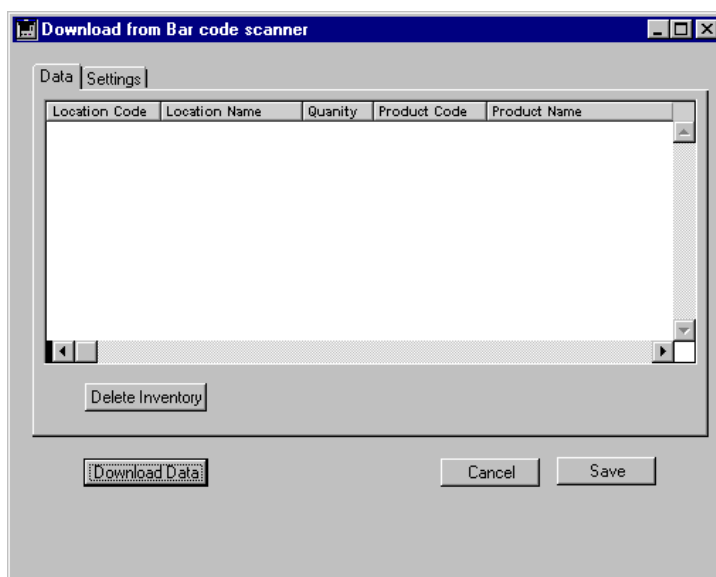 Download from Bar code scanner
Data Settings
Location Code Location Name Quanity Product Code Product Name
Delete Inventory
Download Data Cancel Save